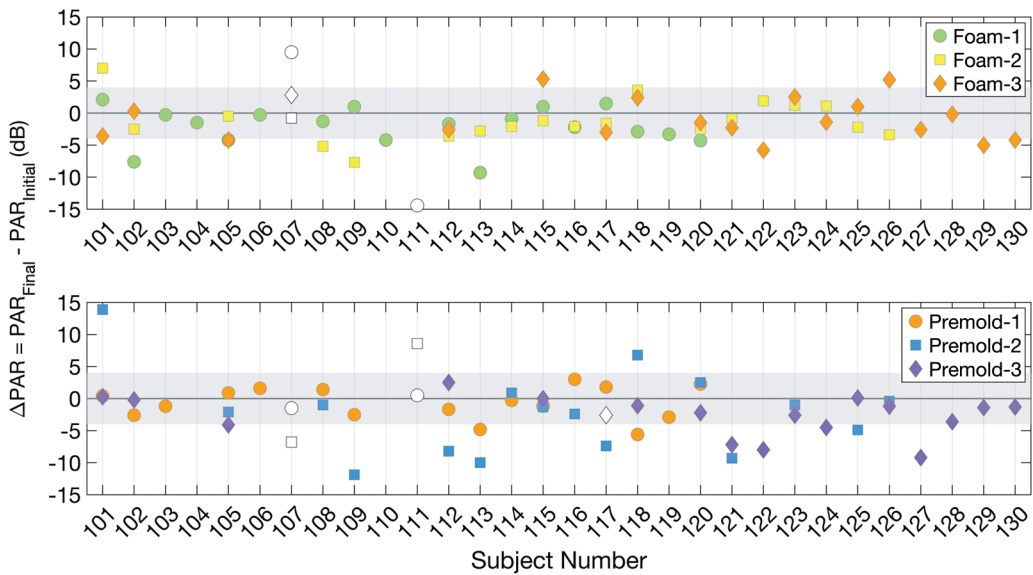 15
10
5
0
-5
-10
-15
Foam-1
Foam-2
Foam-3
101 102 103 104 105 106 107 108 109 110 111 112 113 114 115 116 117 118 119 120 121 122 123 124 125 126 127 128 129 130
ΔPAR = PAR_Final - PAR_Initial (dB)
15
10
5
0
-5
-10
-15
Premold-1
Premold-2
Premold-3
101 102 103 104 105 106 107 108 109 110 111 112 113 114 115 116 117 118 119 120 121 122 123 124 125 126 127 128 129 130
Subject Number